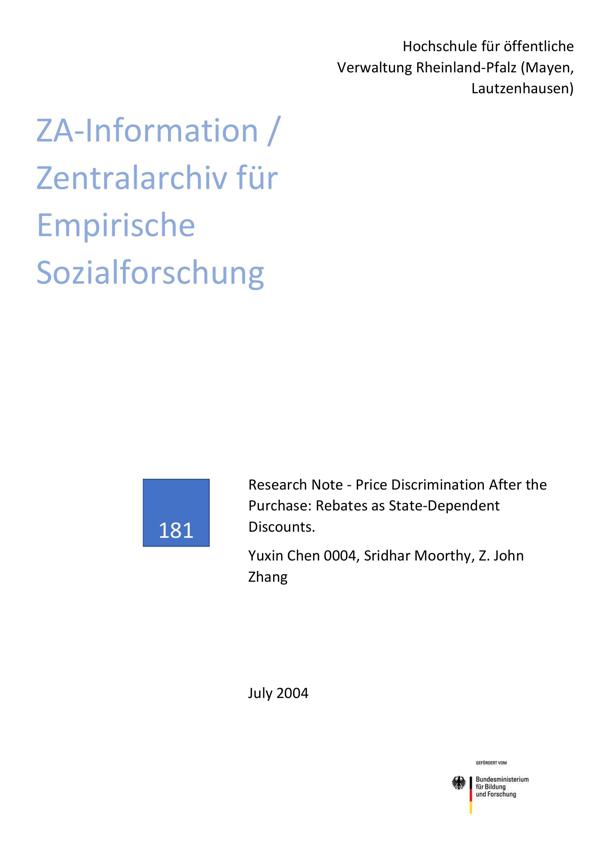 Hochschule für öffentliche
Verwaltung Rheinland-Pfalz (Mayen,
Lautzenhausen)
ZA-Information /
Zentralarchiv für
Empirische
Sozialforschung
181
Research Note - Price Discrimination After the
Purchase: Rebates as State-Dependent
Discounts.
Yuxin Chen 0004, Sridhar Moorthy, Z. John
Zhang
July 2004
GEFÖRDERT VOM
Bundesministerium
für Bildung
und Forschung